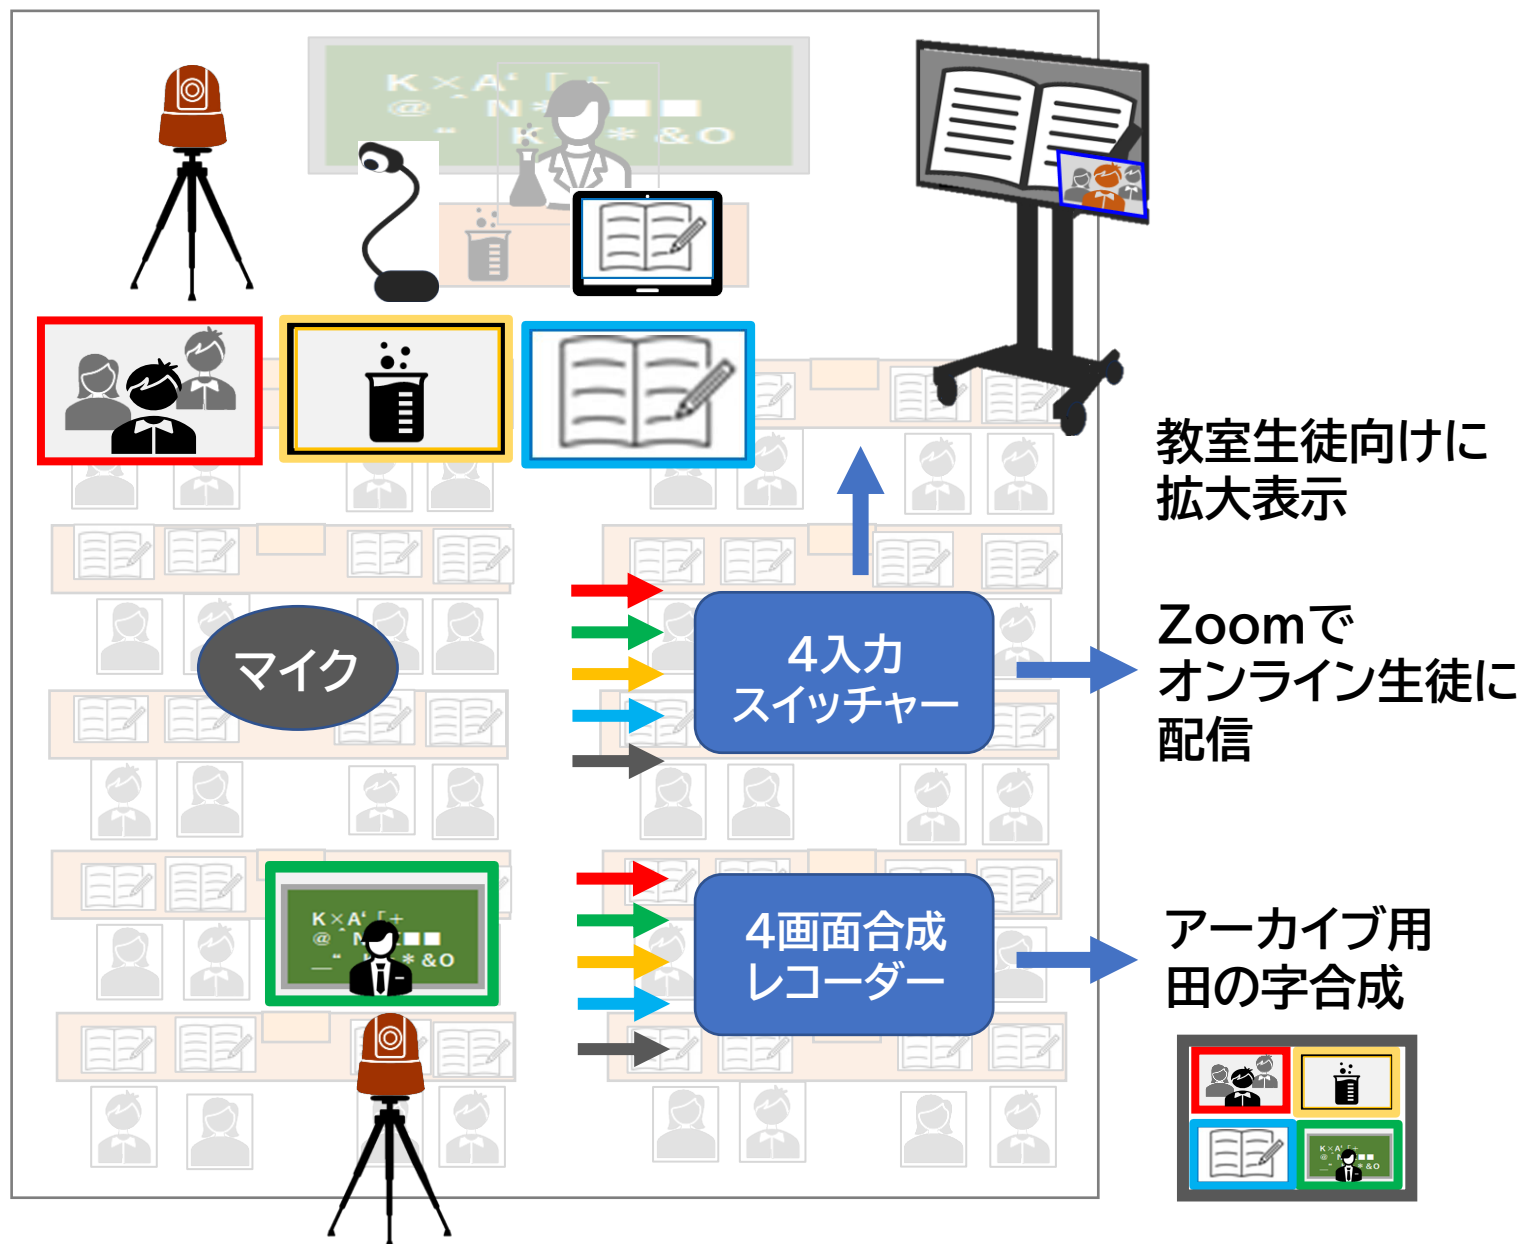 K×A‘「+
@ ＾ N * ■■
“ K * &O
教室生徒向けに
拡大表示
マイク
4入力
スイッチャー
Zoomで
オンライン生徒に
配信
K×A‘「+
@ ＾ N ■■
＿“ * &O
4画面合成
レコーダー
アーカイブ用
田の字合成
K×A‘「+
@ ＾ N ■■
＿“ * &O